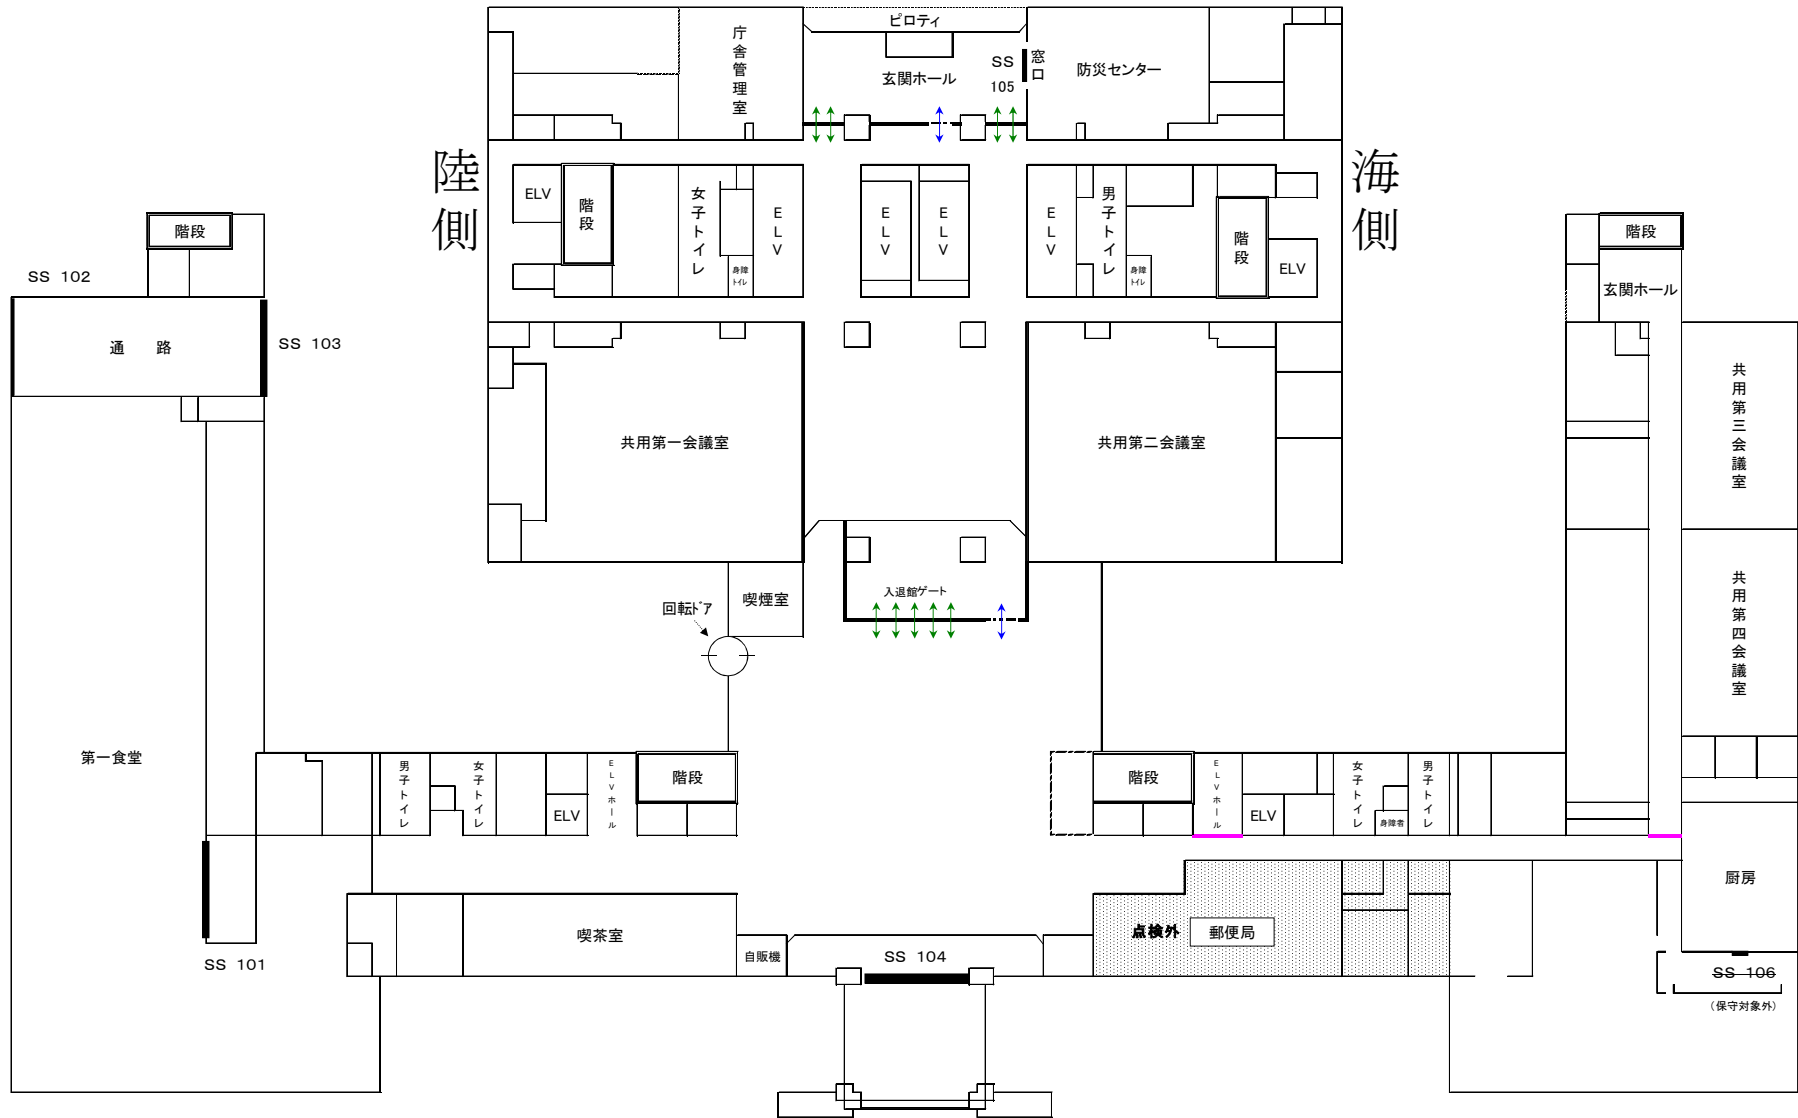 ピロティ
庁舎管理室
玄関ホール
SS
105
窓口
防災センター
陸側
海側
ELV
階段
女子トイレ
身障
トイレ
ELV
ELV
ELV
ELV
男子トイレ
身障
トイレ
階段
ELV
階段
SS 102
通 路
SS 103
階段
玄関ホール
共用第一会議室
共用第二会議室
共用第三会議室
共用第四会議室
入退館ゲート
喫煙室
回転ドア
第一食堂
男子トイレ
女子トイレ
ELV
ELVホール
階段
階段
ELVホール
ELV
女子トイレ
身障者
男子トイレ
厨房
喫茶室
自販機
SS 104
点検外
郵便局
SS 101
SS 106
(保守対象外)